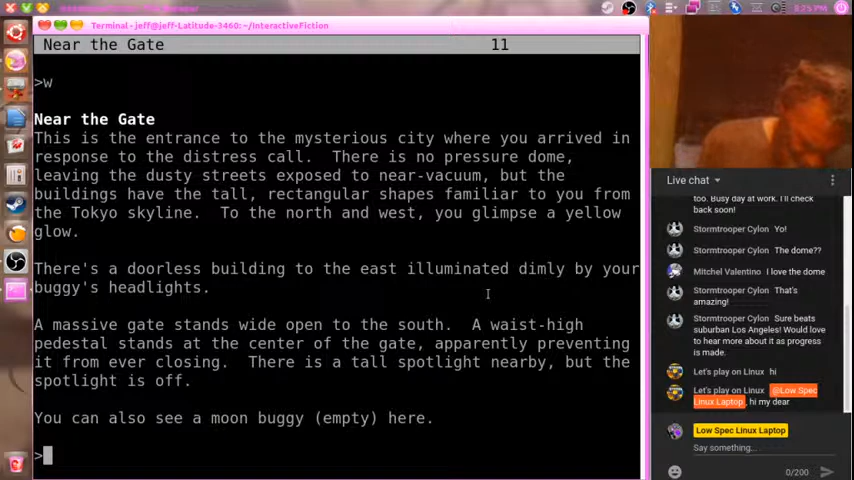 Terminal - jeff@jeff-Latitude-3460:~/InteractiveFiction
Near the Gate 11
>w
Near the Gate
This is the entrance to the mysterious city where you arrived in
response to the distress call.  There is no pressure dome,
leaving the dusty streets exposed to near-vacuum, but the
buildings have the tall, rectangular shapes familiar to you from
the Tokyo skyline.  To the north and west, you glimpse a yellow
glow.
There's a doorless building to the east illuminated dimly by your
buggy's headlights.
A massive gate stands wide open to the south.  A waist-high
pedestal stands at the center of the gate, apparently preventing
it from ever closing.  There is a tall spotlight nearby, but the
spotlight is off.
You can also see a moon buggy (empty) here.
>
Live chat
too. Busy day at work. I'll check
back soon!
Stormtrooper Cylon Yo!
Stormtrooper Cylon The dome??
Mitchel Valentino I love the dome
Stormtrooper Cylon That's
amazing!
Stormtrooper Cylon Sure beats
suburban Los Angeles! Would love
to hear more about it as progress
is made.
Let's play on Linux hi
Let's play on Linux @Low Spec
Linux Laptop, hi my dear
Low Spec Linux Laptop
Say something...
0/200